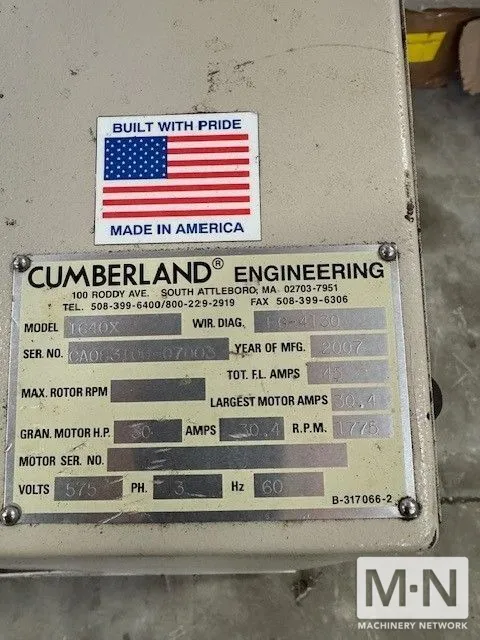 BUILT WITH PRIDE
MADE IN AMERICA
CUMBERLAND® ENGINEERING
100 RODDY AVE. SOUTH ATTLEBORO, MA 02703-7951
TEL. 508-399-6400/800-229-2919 FAX 508-399-6306
MODEL WIR. DIAG.
SER. NO. YEAR OF MFG. 2007
TOT. F.L. AMPS 45
MAX. ROTOR RPM
LARGEST MOTOR AMPS 30.4
GRAN. MOTOR H.P. 30 AMPS 30.4 R.P.M. 1775
MOTOR SER. NO.
VOLTS 575 PH. 3 Hz 60
B-317066-2
M·N
MACHINERY NETWORK